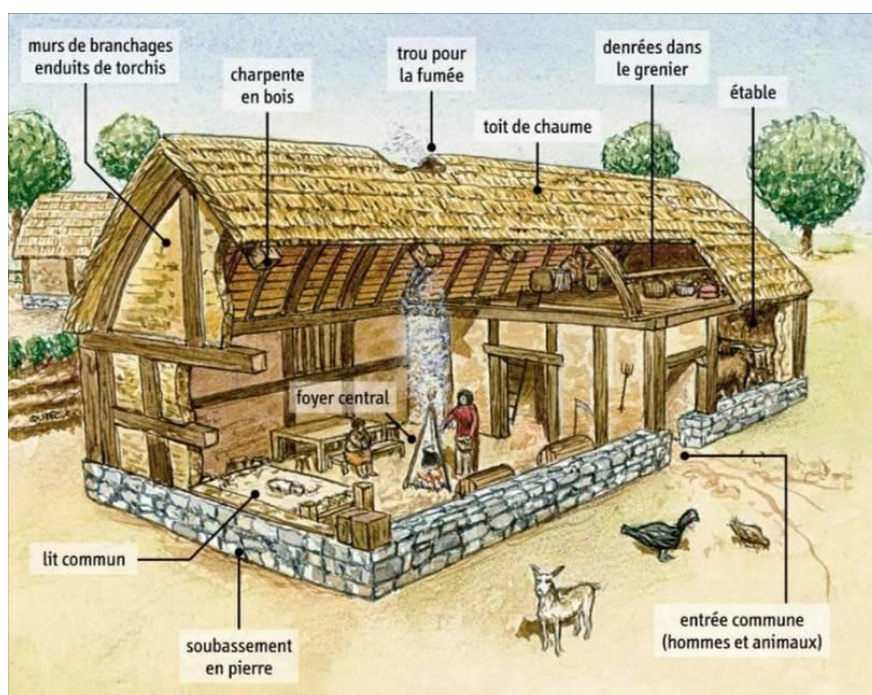 murs de branchages
enduits de torchis
charpente
en bois
trou pour
la fumée
denrées dans
le grenier
étable
toit de chaume
foyer central
lit commun
soubassement
en pierre
entrée commune
(hommes et animaux)